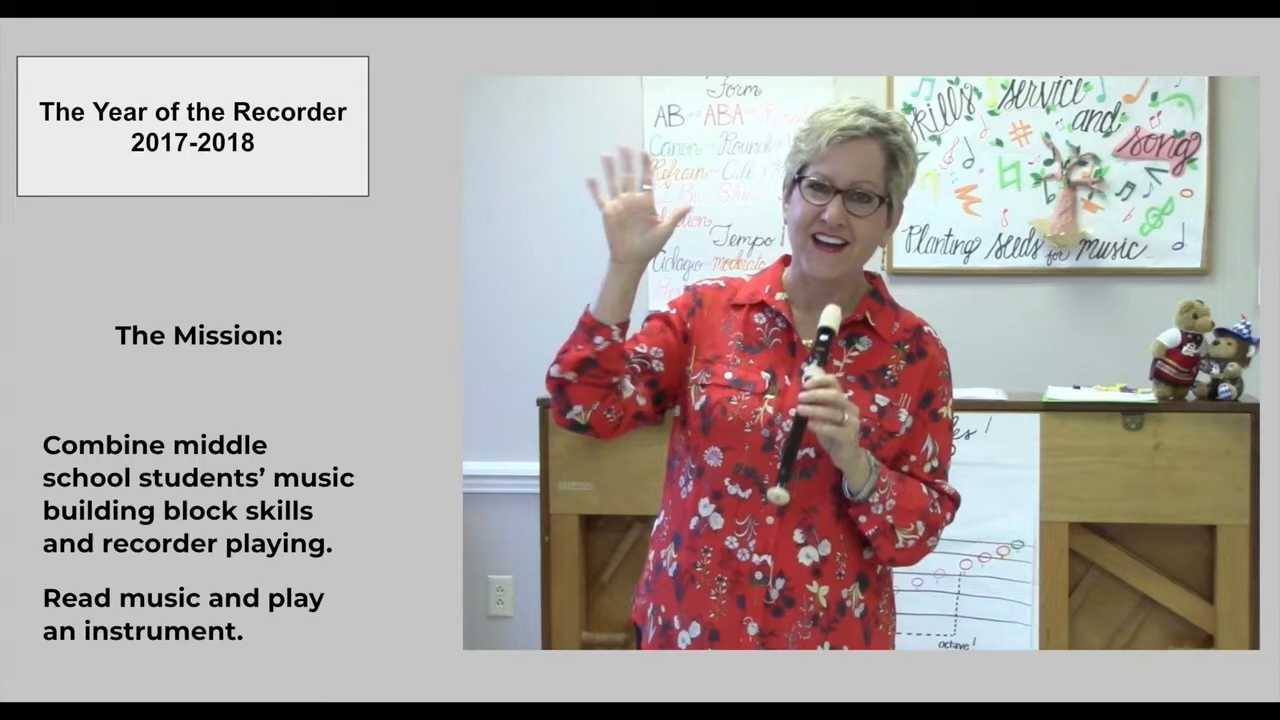 The Year of the Recorder
2017-2018
The Mission:
Combine middle
school students’ music
building block skills
and recorder playing.
Read music and play
an instrument.
Form
AB ABA
Canon Round
Refrain Call
Tempo
Adagio moderato
skills service
and
song
Planting seeds for music
octave!